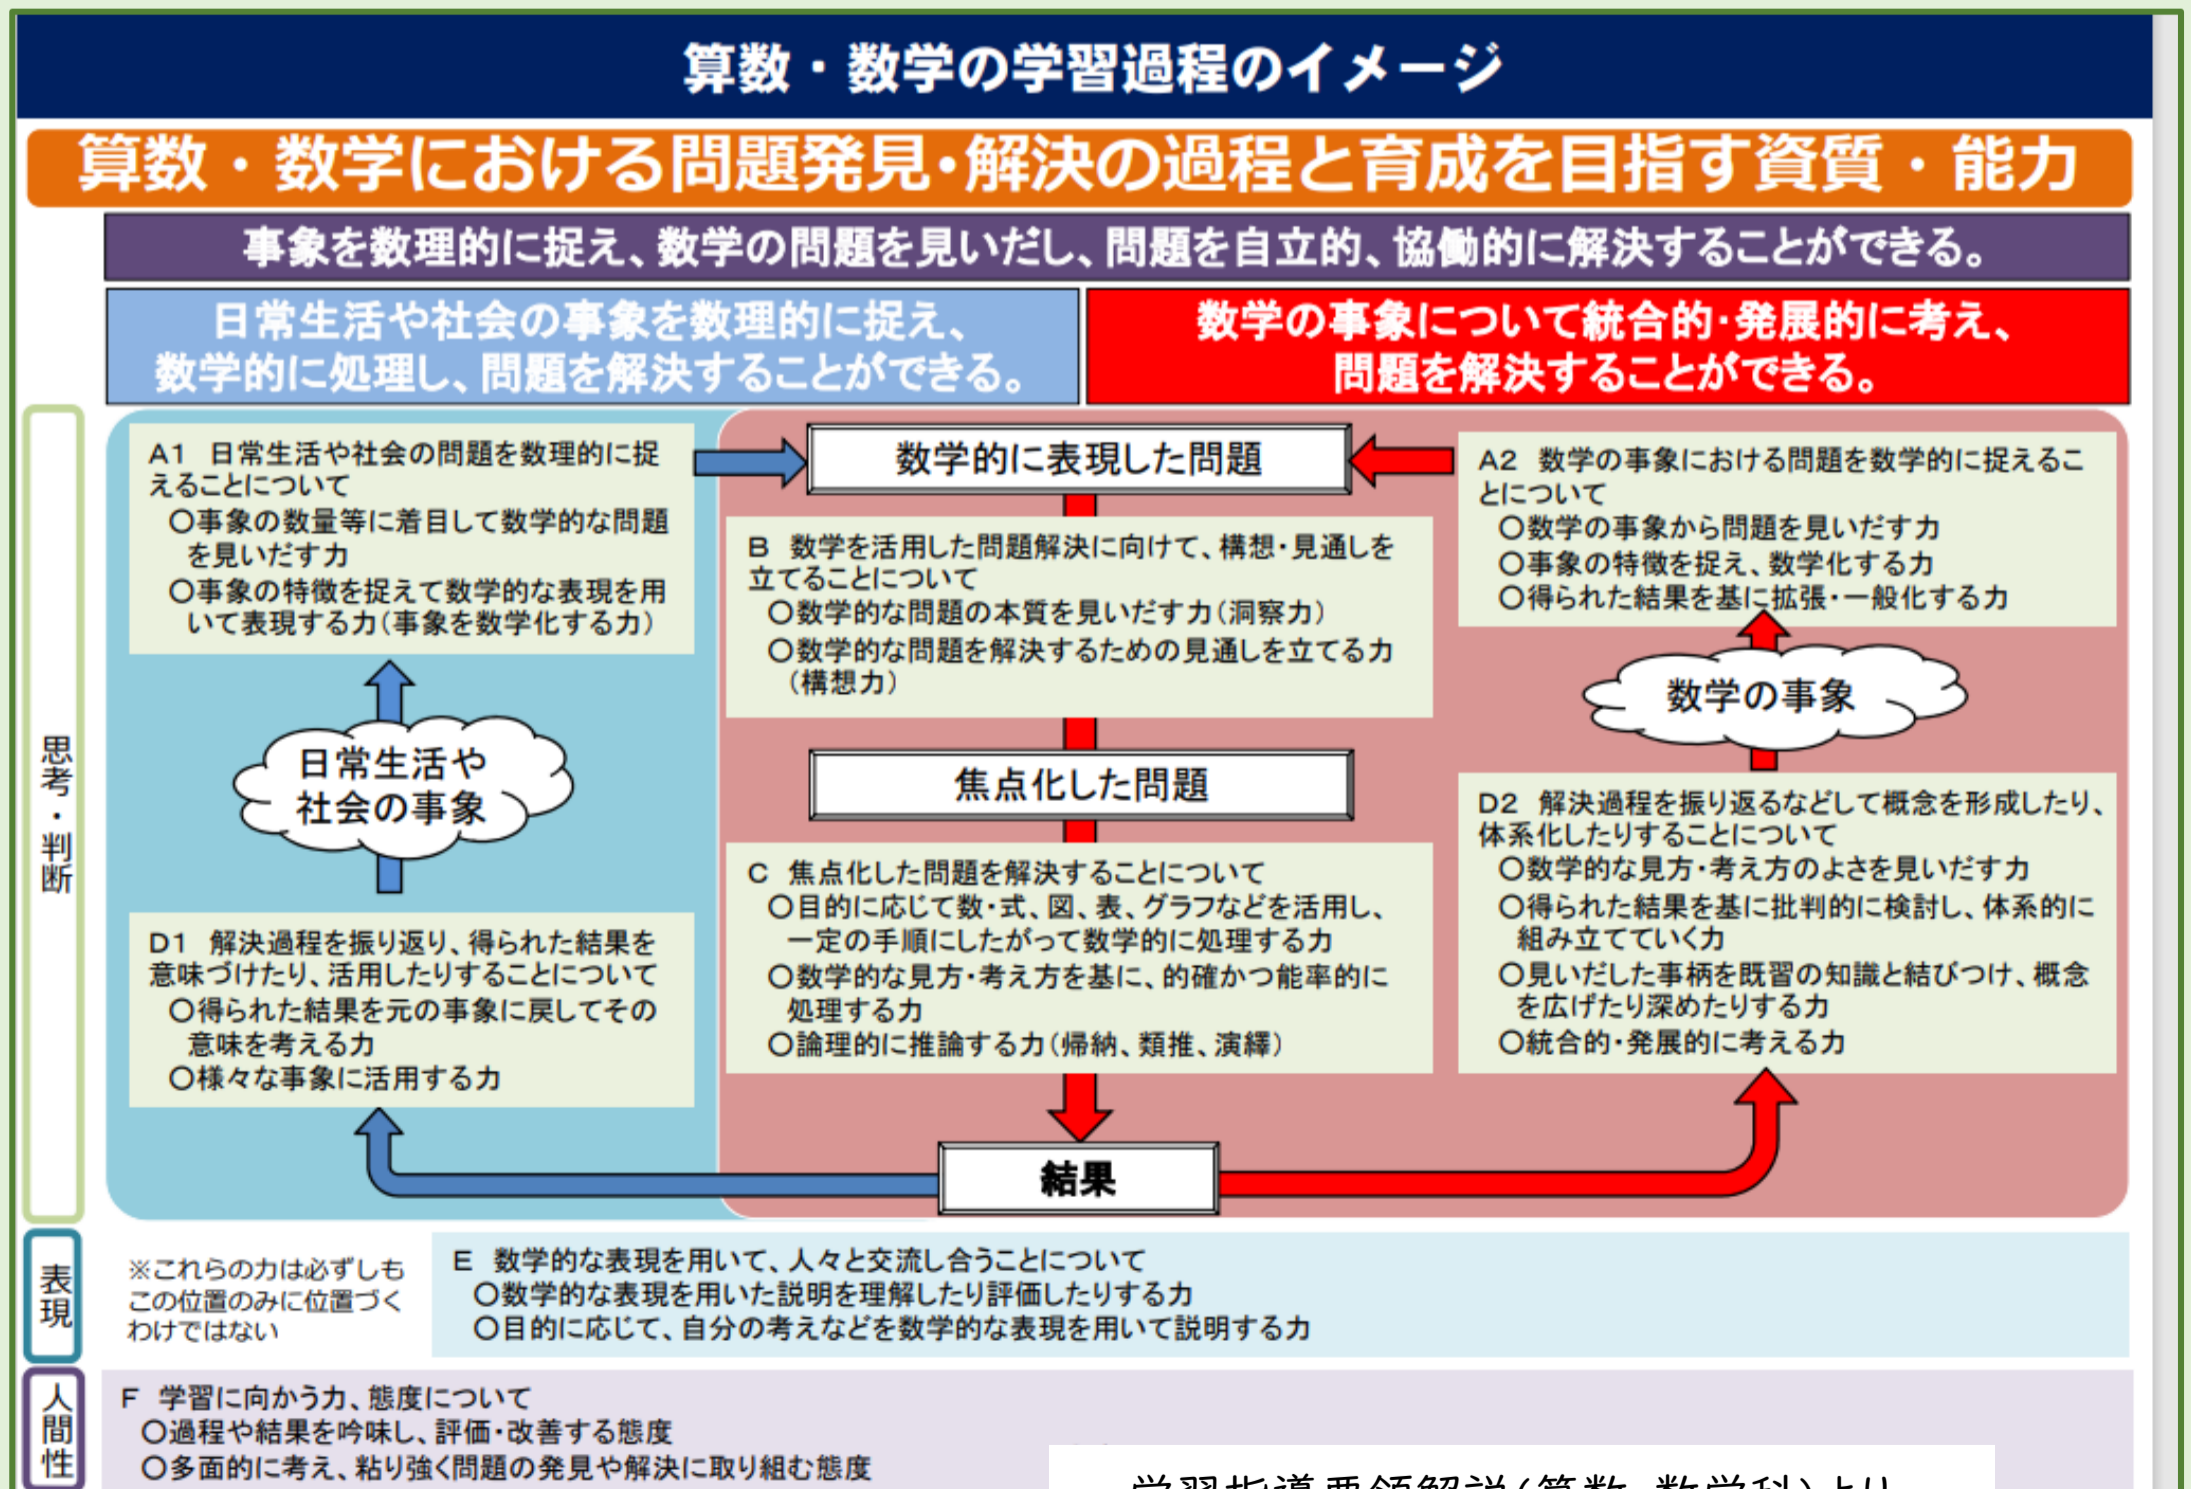 算数・数学の学習過程のイメージ
算数・数学における問題発見・解決の過程と育成を目指す資質・能力
事象を数理的に捉え、数学の問題を見いだし、問題を自立的、協働的に解決することができる。
日常生活や社会の事象を数理的に捉え、
数学的に処理し、問題を解決することができる。
数学の事象について統合的・発展的に考え、
問題を解決することができる。
思考・判断
A1 日常生活や社会の問題を数理的に捉
えることについて
○事象の数量等に着目して数学的な問題
を見いだす力
○事象の特徴を捉えて数学的な表現を用
いて表現する力(事象を数学化する力)
日常生活や
社会の事象
D1 解決過程を振り返り、得られた結果を
意味づけたり、活用したりすることについて
○得られた結果を元の事象に戻してその
意味を考える力
○様々な事象に活用する力
数学的に表現した問題
B 数学を活用した問題解決に向けて、構想・見通しを
立てることについて
○数学的な問題の本質を見いだす力(洞察力)
○数学的な問題を解決するための見通しを立てる力
(構想力)
焦点化した問題
C 焦点化した問題を解決することについて
○目的に応じて数・式、図、表、グラフなどを活用し、
一定の手順にしたがって数学的に処理する力
○数学的な見方・考え方を基に、的確かつ能率的に
処理する力
○論理的に推論する力(帰納、類推、演繹)
結果
A2 数学の事象における問題を数学的に捉えるこ
とについて
○数学の事象から問題を見いだす力
○事象の特徴を捉え、数学化する力
○得られた結果を基に拡張・一般化する力
数学の事象
D2 解決過程を振り返るなどして概念を形成したり、
体系化したりすることについて
○数学的な見方・考え方のよさを見いだす力
○得られた結果を基に批判的に検討し、体系的に
組み立てていく力
○見いだした事柄を既習の知識と結びつけ、概念
を広げたり深めたりする力
○統合的・発展的に考える力
表現
※これらの力は必ずしも
この位置のみに位置づく
わけではない
E 数学的な表現を用いて、人々と交流し合うことについて
○数学的な表現を用いた説明を理解したり評価したりする力
○目的に応じて、自分の考えなどを数学的な表現を用いて説明する力
人間性
F 学習に向かう力、態度について
○過程や結果を吟味し、評価・改善する態度
○多面的に考え、粘り強く問題の発見や解決に取り組む態度
学習指導要領解説(算数・数学科)より